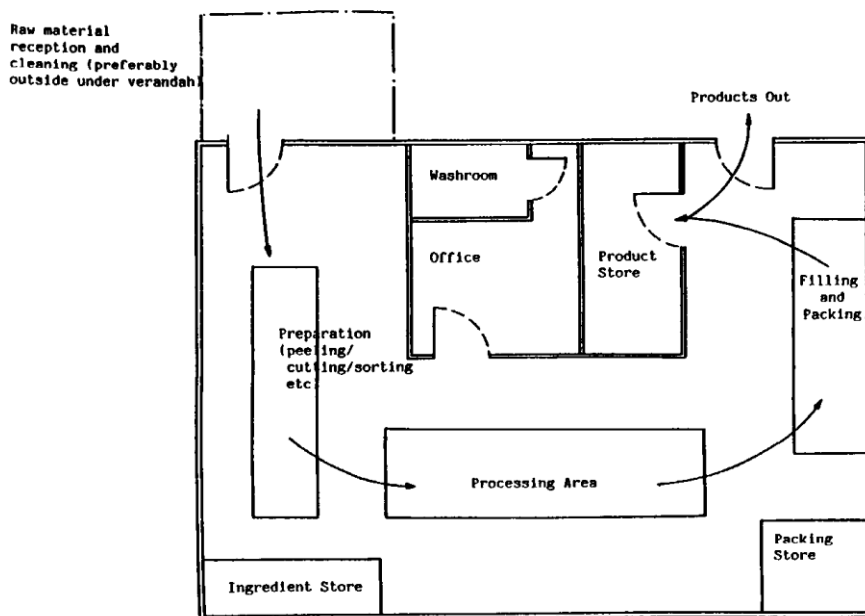 Raw material
reception and
cleaning (preferably
outside under verandah)
Products Out
Washroom
Office
Product
Store
Filling
and
Packing
Preparation
(peeling/
cutting/sorting
etc
Processing Area
Packing
Store
Ingredient Store